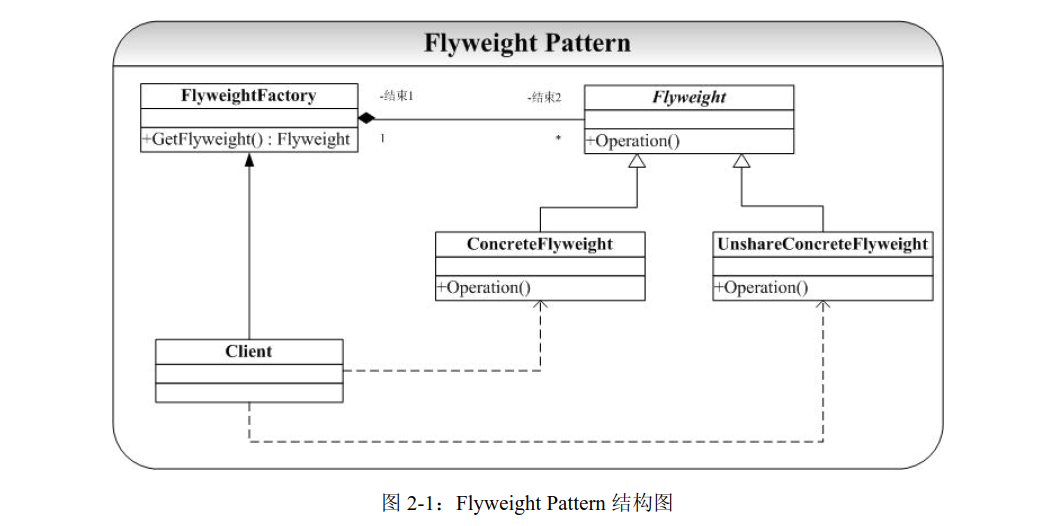 Flyweight Pattern
FlyweightFactory
+GetFlyweight() : Flyweight
-结束1
-结束2
1
*
Flyweight
+Operation()
ConcreteFlyweight
+Operation()
UnshareConcreteFlyweight
+Operation()
Client
图 2-1：Flyweight Pattern 结构图